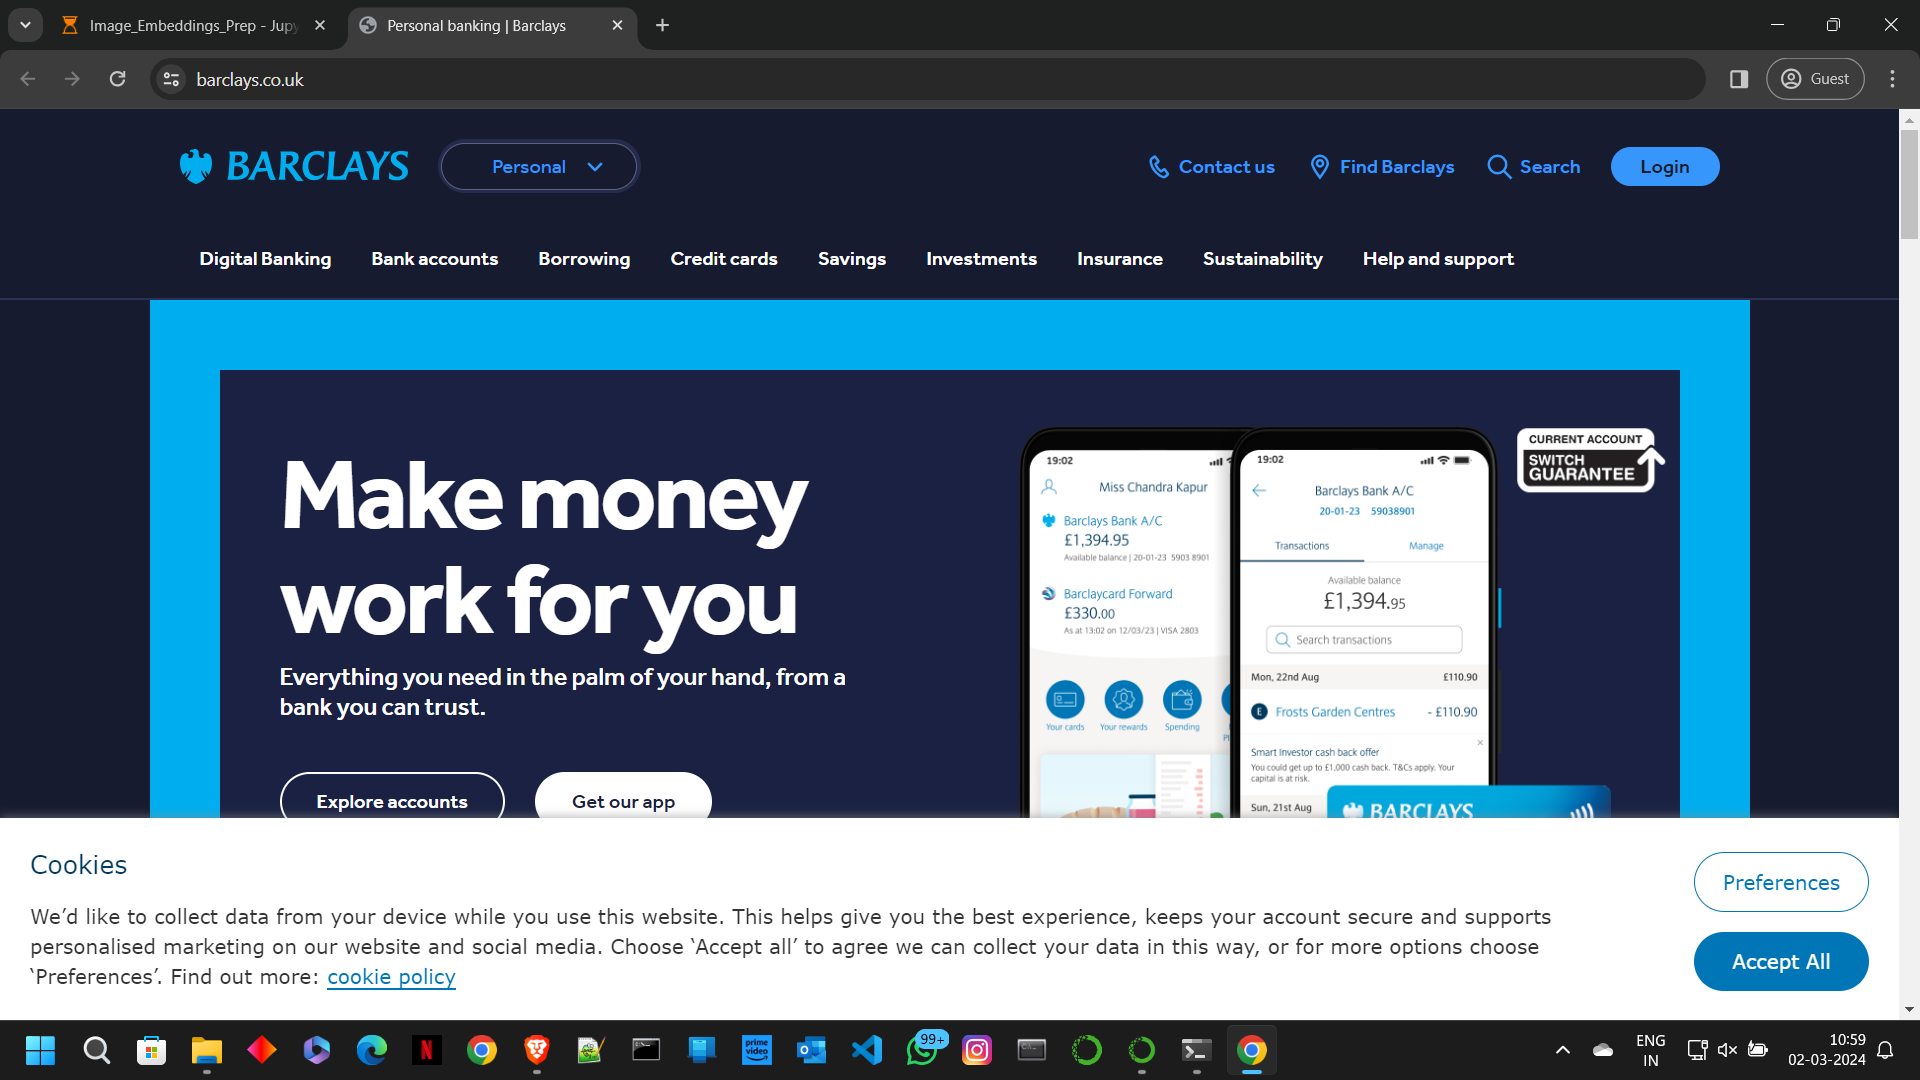 Image_Embeddings_Prep - Jupy
Personal banking | Barclays
barclays.co.uk
Guest
BARCLAYS
Personal
Contact us
Find Barclays
Search
Login
Digital Banking
Bank accounts
Borrowing
Credit cards
Savings
Investments
Insurance
Sustainability
Help and support
Make money
work for you
Everything you need in the palm of your hand, from a
bank you can trust.
Explore accounts
Get our app
19:02
Miss Chandra Kapur
Barclays Bank A/C
£1,394.95
Available balance | 20-01-23 5903 8901
Barclaycard Forward
£330.00
As at 13:02 on 12/03/23 | VISA 2803
Your cards
Your rewards
Spending
19:02
Barclays Bank A/C
20-01-23 59038901
Transactions
Manage
Available balance
£1,394.95
Search transactions
Mon, 22nd Aug £110.90
E Frosts Garden Centres - £110.90
Smart Investor cash back offer
You could get up to £1,000 cash back. T&Cs apply. Your
capital is at risk.
Sun, 21st Aug
BARCLAYS
CURRENT ACCOUNT
SWITCH
GUARANTEE
Cookies
We’d like to collect data from your device while you use this website. This helps give you the best experience, keeps your account secure and supports
personalised marketing on our website and social media. Choose ‘Accept all’ to agree we can collect your data in this way, or for more options choose
‘Preferences’. Find out more: cookie policy
Preferences
Accept All
N
prime
video
99+
ENG
IN
10:59
02-03-2024